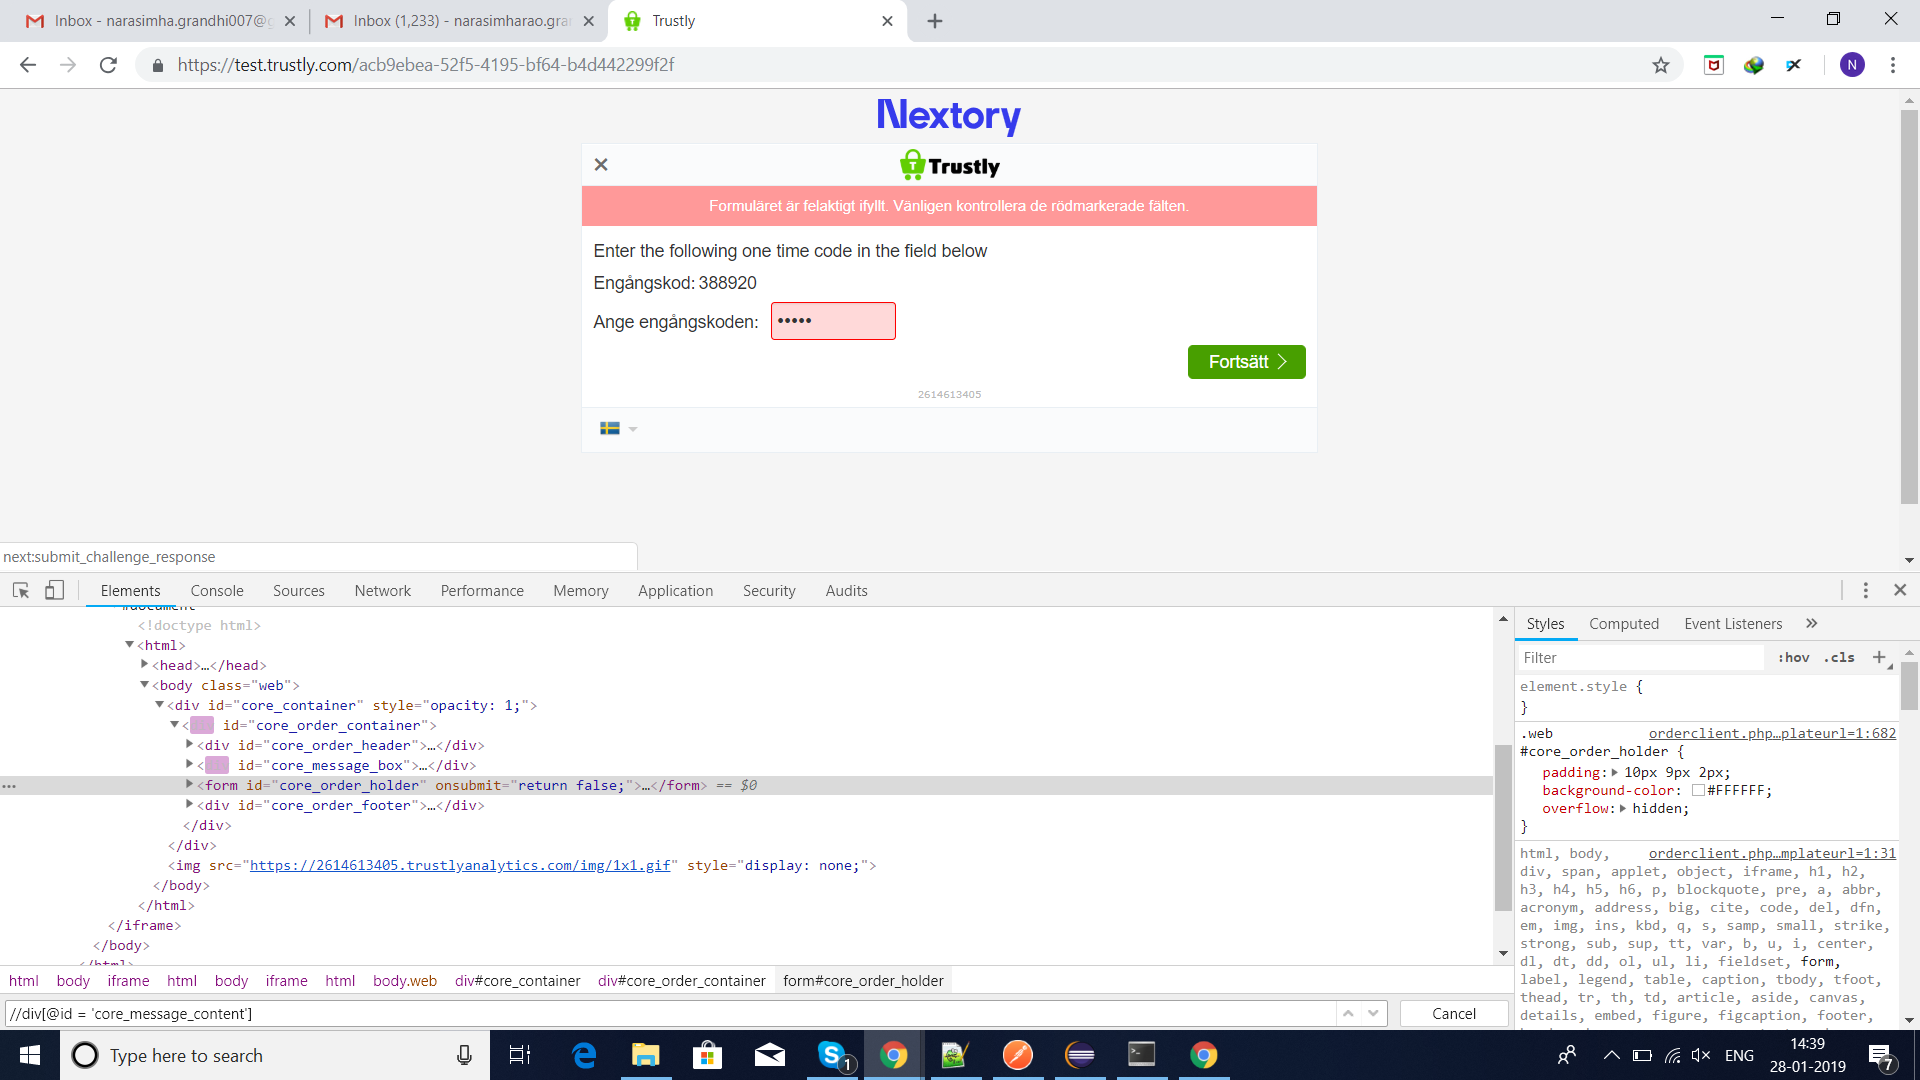 Inbox - narasimha.grandhi007@g
Inbox (1,233) - narasimharao.gran
Trustly
https://test.trustly.com/acb9ebea-52f5-4195-bf64-b4d442299f2f
N
Nextory
Trustly
Formuläret är felaktigt ifyllt. Vänligen kontrollera de rödmarkerade fälten.
Enter the following one time code in the field below
Engångskod: 388920
Ange engångskoden: •••••
Fortsätt
2614613405
next:submit_challenge_response
Elements Console Sources Network Performance Memory Application Security Audits
#document
<!doctype html>
<html>
<head>…</head>
<body class="web">
<div id="core_container" style="opacity: 1;">
< id="core_order_container">
<div id="core_order_header">…</div>
< id="core_message_box">…</div>
<form id="core_order_holder" onsubmit="return false;">…</form> == $0
<div id="core_order_footer">…</div>
</div>
</div>
<img src="https://2614613405.trustlyanalytics.com/img/1x1.gif" style="display: none;">
</body>
</html>
</iframe>
</body>
</html>
html body iframe html body iframe html body.web div#core_container div#core_order_container form#core_order_holder
//div[@id = 'core_message_content']
Cancel
Styles Computed Event Listeners »
Filter :hov .cls +
element.style {
}
.web orderclient.php…plateurl=1:682
#core_order_holder {
padding: 10px 9px 2px;
background-color: #FFFFFF;
overflow: hidden;
}
html, body, orderclient.php…mplateurl=1:31
div, span, applet, object, iframe, h1, h2,
h3, h4, h5, h6, p, blockquote, pre, a, abbr,
acronym, address, big, cite, code, del, dfn,
em, img, ins, kbd, q, s, samp, small, strike,
strong, sub, sup, tt, var, b, u, i, center,
dl, dt, dd, ol, ul, li, fieldset, form,
label, legend, table, caption, tbody, tfoot,
thead, tr, th, td, article, aside, canvas,
details, embed, figure, figcaption, footer,
Type here to search
1
ENG
14:39
28-01-2019
7